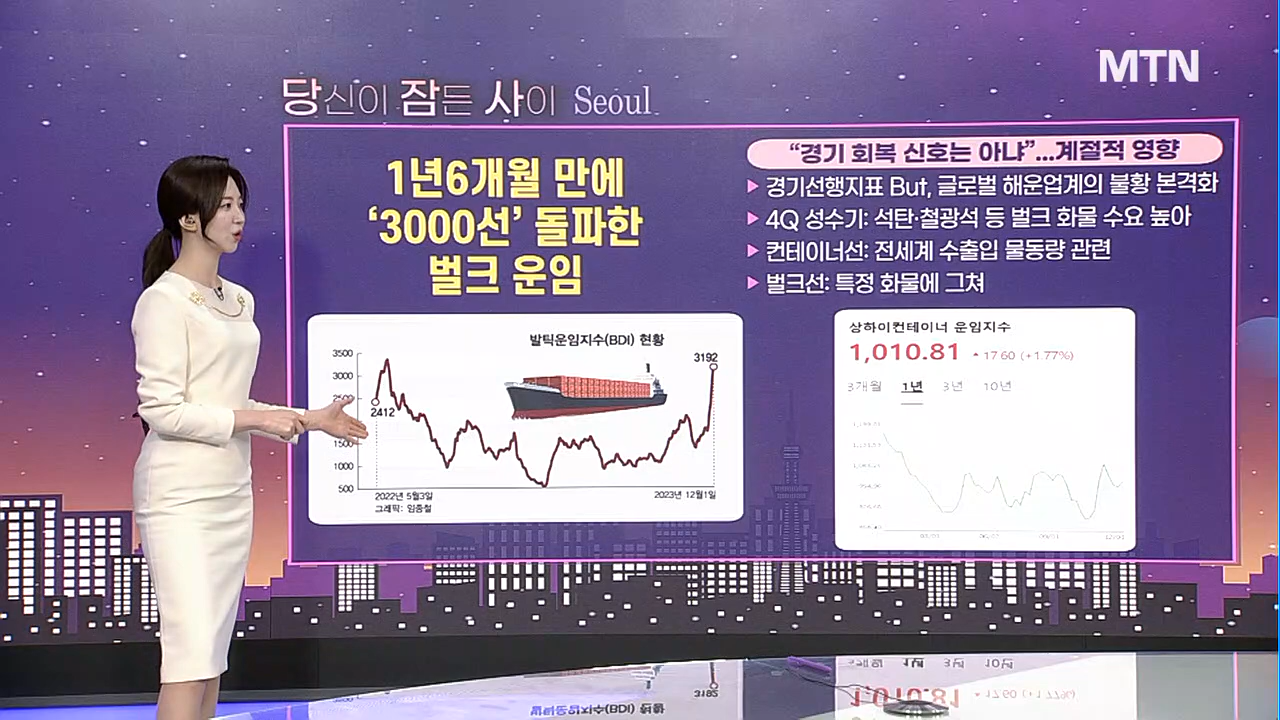 MTN
당신이 잠든 사이 Seoul
1년6개월 만에
‘3000선’ 돌파한
벌크 운임
“경기 회복 신호는 아냐”...계절적 영향
▶ 경기선행지표 But, 글로벌 해운업계의 불황 본격화
▶ 4Q 성수기: 석탄·철광석 등 벌크 화물 수요 높아
▶ 컨테이너선: 전세계 수출입 물동량 관련
▶ 벌크선: 특정 화물에 그쳐
발틱운임지수(BDI) 현황
3192
3500
3000
2500
2412
1500
1000
500
2022년 5월3일
2023년 12월1일
그래픽: 임종철
상하이컨테이너 운임지수
1,010.81 ▲ 17.60 (+1.77%)
3개월 1년 3년 10년